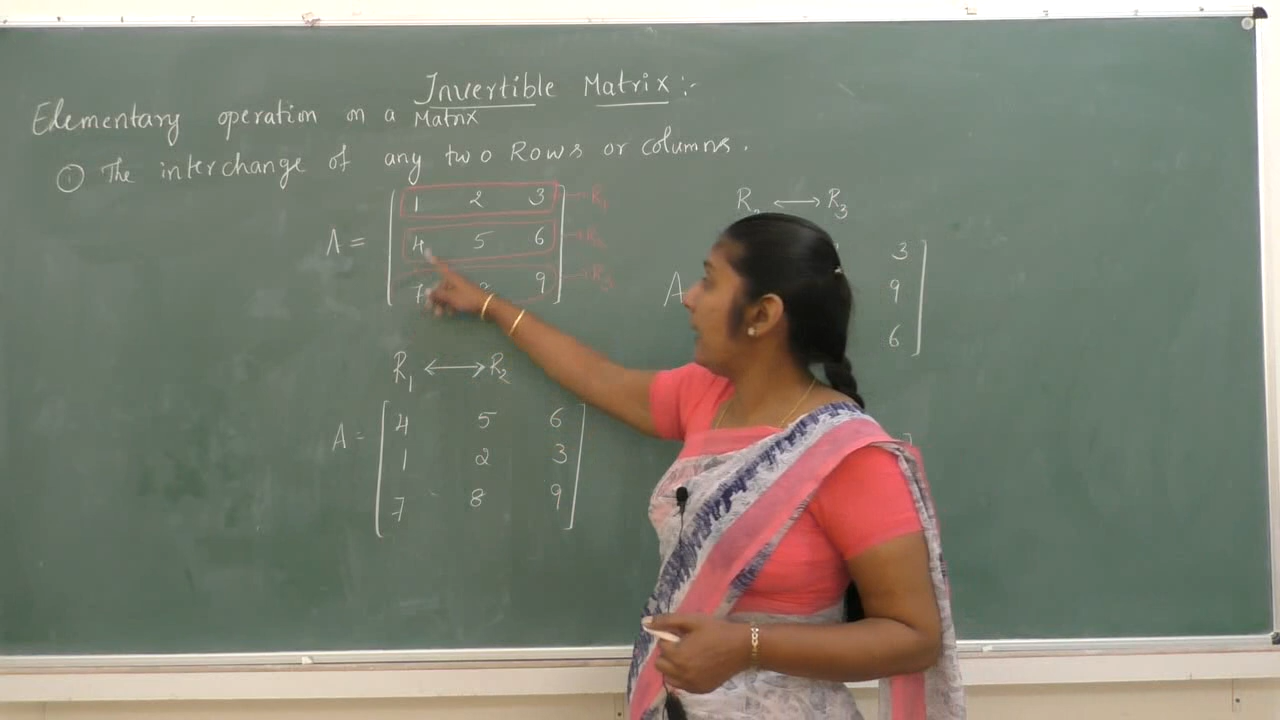 Invertible Matrix :-
Elementary operation on a Matrix
① The interchange of any two Rows or columns.
1 2 3 → R1
A = 4 5 6 → R2
7 8 9 → R3
R1 ⟷ R2
4 5 6
A = 1 2 3
7 8 9
R2 ⟷ R3
3
A 9
6